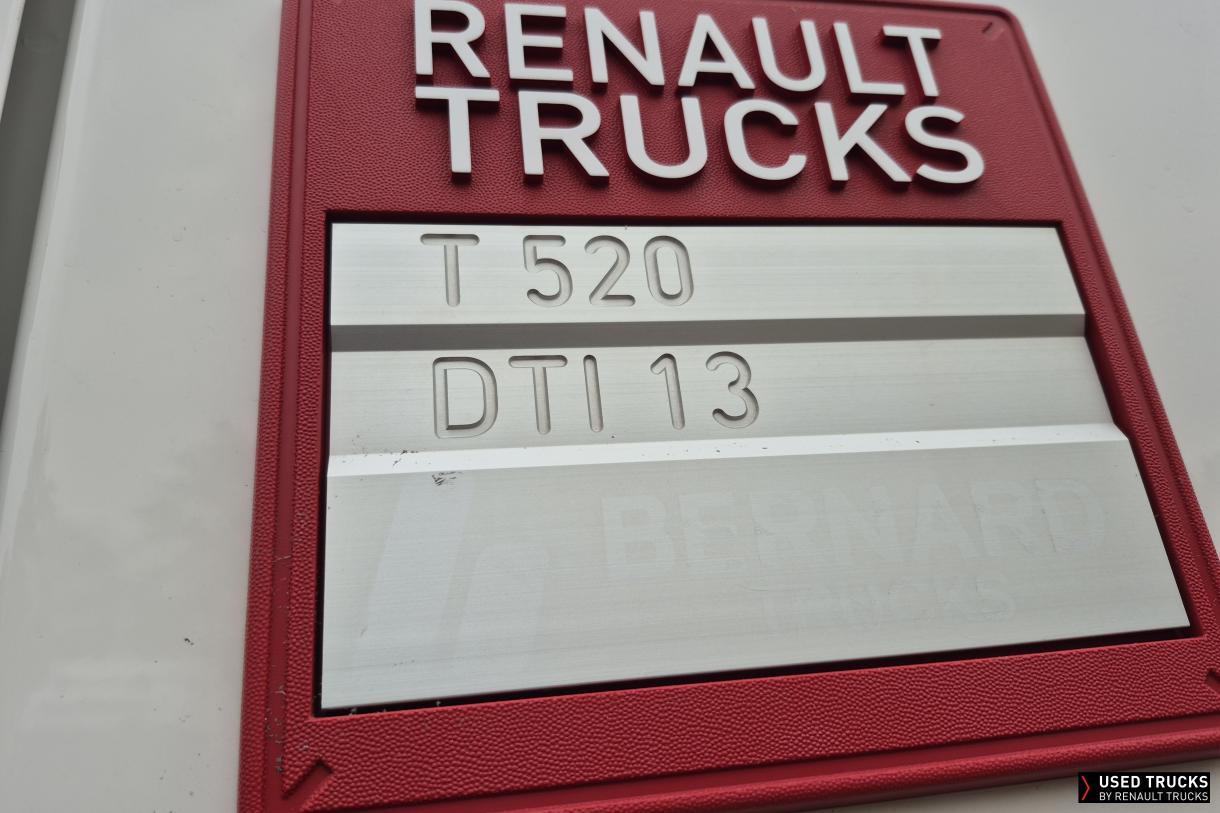 RENAULT
TRUCKS
T 520
DTI 13
BERNARD
TRUCKS
USED TRUCKS
BY RENAULT TRUCKS